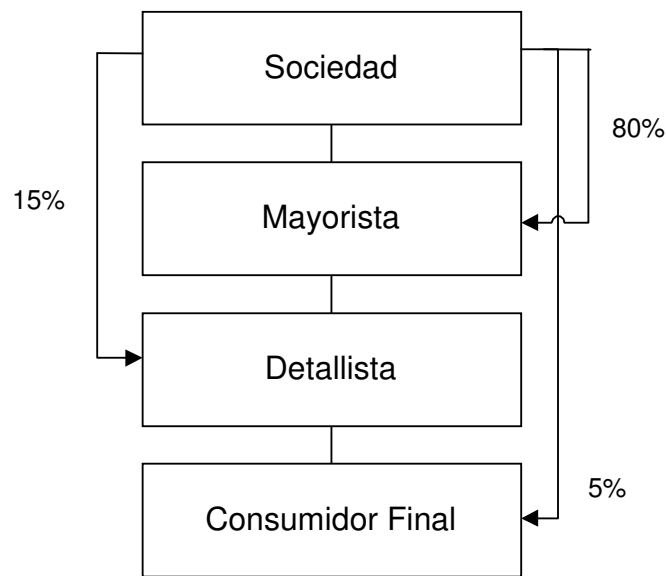 Sociedad
80%
15%
Mayorista
Detallista
5%
Consumidor Final